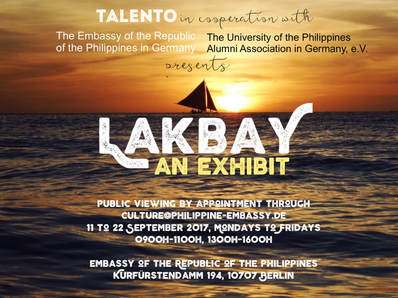 TALENTO in cooperation with
The Embassy of the Republic
of the Philippines in Germany
The University of the Philippines
Alumni Association in Germany, e.V.
presents:
LAKBAY
AN EXHIBIT
PUBLIC VIEWING BY APPOINTMENT THROUGH
CULTURE@PHILIPPINE-EMBASSY.DE
11 TO 22 SEPTEMBER 2017, MONDAYS TO FRIDAYS
0900H-1100H, 1300H-1600H
EMBASSY OF THE REPUBLIC OF THE PHILIPPINES
KURFÜRSTENDAMM 194, 10707 BERLIN